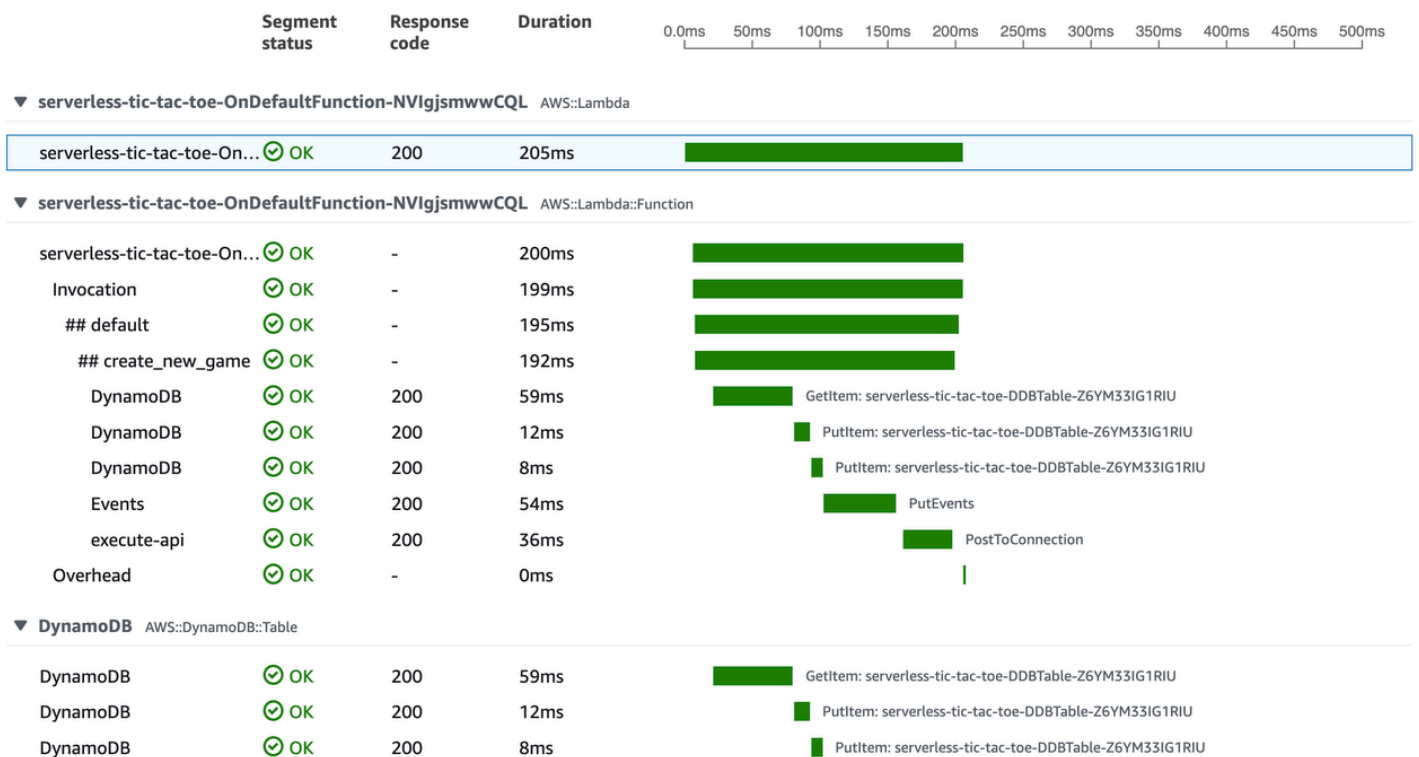 Segment status Response code Duration
0.0ms 50ms 100ms 150ms 200ms 250ms 300ms 350ms 400ms 450ms 500ms
▼ serverless-tic-tac-toe-OnDefaultFunction-NVIgjsmwwCQL AWS::Lambda
serverless-tic-tac-toe-On... OK 200 205ms
▼ serverless-tic-tac-toe-OnDefaultFunction-NVIgjsmwwCQL AWS::Lambda::Function
serverless-tic-tac-toe-On... OK - 200ms
Invocation OK - 199ms
## default OK - 195ms
## create_new_game OK - 192ms
DynamoDB OK 200 59ms GetItem: serverless-tic-tac-toe-DDBTable-Z6YM33IG1RIU
DynamoDB OK 200 12ms PutItem: serverless-tic-tac-toe-DDBTable-Z6YM33IG1RIU
DynamoDB OK 200 8ms PutItem: serverless-tic-tac-toe-DDBTable-Z6YM33IG1RIU
Events OK 200 54ms PutEvents
execute-api OK 200 36ms PostToConnection
Overhead OK - 0ms
▼ DynamoDB AWS::DynamoDB::Table
DynamoDB OK 200 59ms GetItem: serverless-tic-tac-toe-DDBTable-Z6YM33IG1RIU
DynamoDB OK 200 12ms PutItem: serverless-tic-tac-toe-DDBTable-Z6YM33IG1RIU
DynamoDB OK 200 8ms PutItem: serverless-tic-tac-toe-DDBTable-Z6YM33IG1RIU